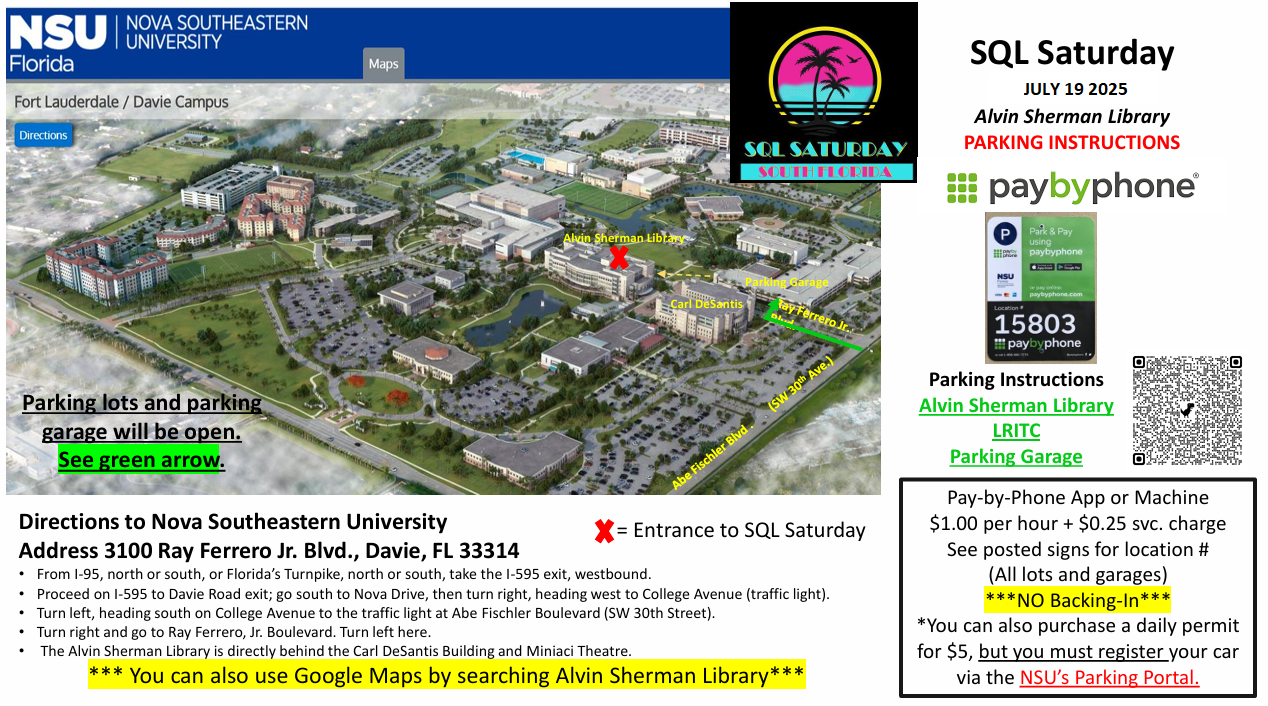 NSU
Florida
NOVA SOUTHEASTERN
UNIVERSITY
Maps
Fort Lauderdale / Davie Campus
Directions
SQL SATURDAY
SOUTH FLORIDA
Alvin Sherman Library
Parking Garage
Carl DeSantis
Ray Ferrero Jr.
Blvd.
(SW 30th Ave.)
Abe Fischler Blvd .
Parking lots and parking
garage will be open.
See green arrow.
SQL Saturday
JULY 19 2025
Alvin Sherman Library
PARKING INSTRUCTIONS
paybyphone®
P
Park & Pay
using
paybyphone
pay
by
phone
NSU
or pay online
paybyphone.com
Location #
15803
paybyphone
Parking Instructions
Alvin Sherman Library
LRITC
Parking Garage
Pay-by-Phone App or Machine
$1.00 per hour + $0.25 svc. charge
See posted signs for location #
(All lots and garages)
***NO Backing-In***
*You can also purchase a daily permit
for $5, but you must register your car
via the NSU’s Parking Portal.
Directions to Nova Southeastern University
Address 3100 Ray Ferrero Jr. Blvd., Davie, FL 33314
= Entrance to SQL Saturday
• From I-95, north or south, or Florida’s Turnpike, north or south, take the I-595 exit, westbound.
• Proceed on I-595 to Davie Road exit; go south to Nova Drive, then turn right, heading west to College Avenue (traffic light).
• Turn left, heading south on College Avenue to the traffic light at Abe Fischler Boulevard (SW 30th Street).
• Turn right and go to Ray Ferrero, Jr. Boulevard. Turn left here.
• The Alvin Sherman Library is directly behind the Carl DeSantis Building and Miniaci Theatre.
*** You can also use Google Maps by searching Alvin Sherman Library***